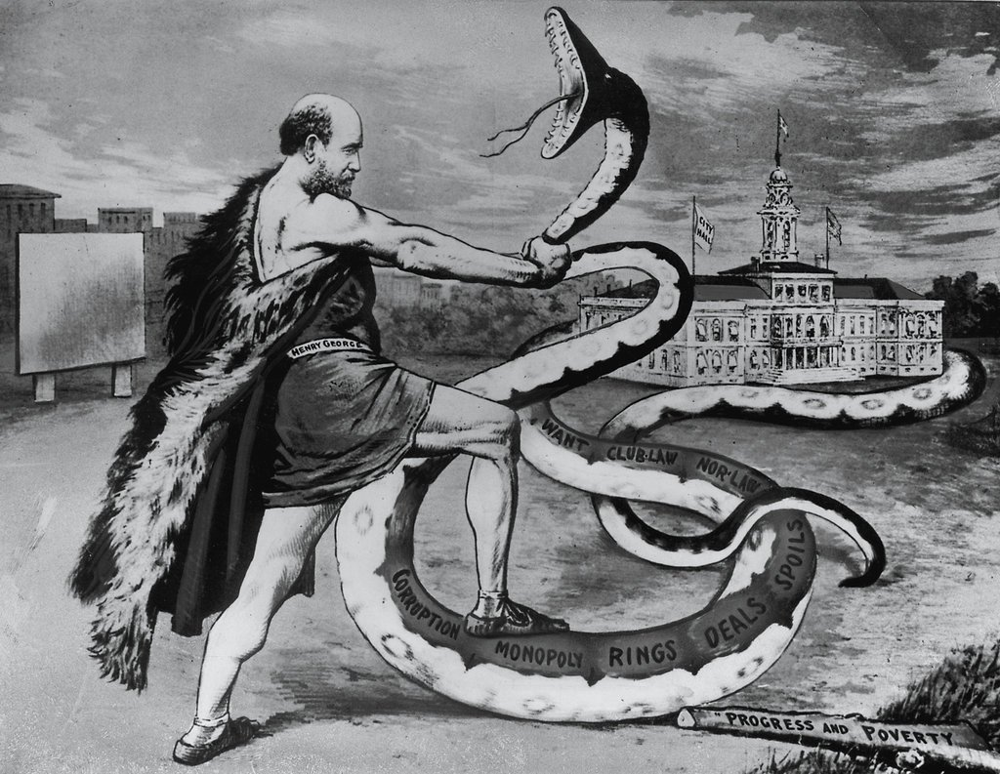 CITY
HALL
HENRY GEORGE
WANT CLUB-LAW NOR-LAW
CORRUPTION MONOPOLY RINGS DEALS SPOILS
"PROGRESS AND POVERTY